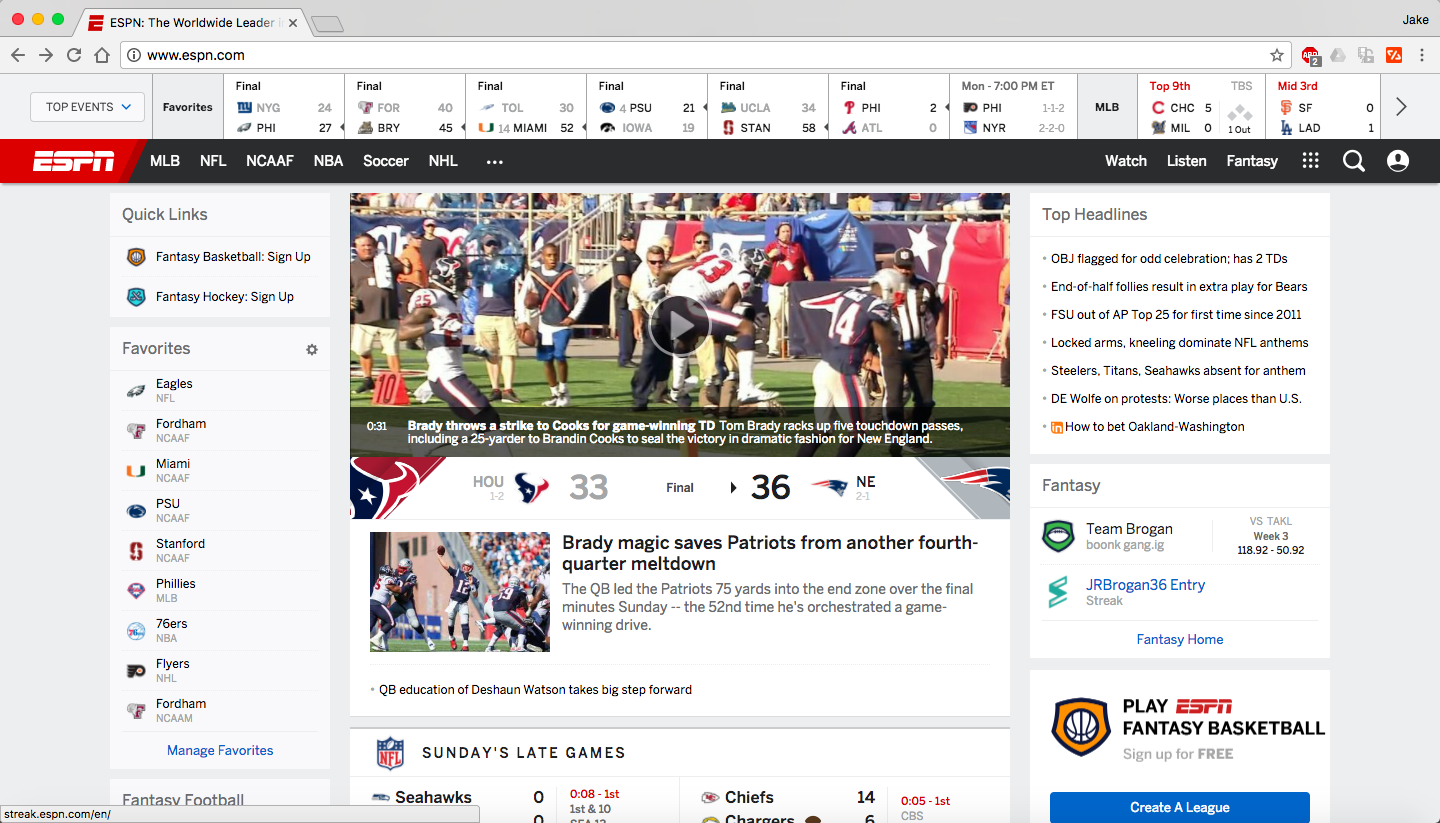 ESPN: The Worldwide Leader i
Jake
www.espn.com
ABP
2
TOP EVENTS
Favorites
Final
NYG 24
PHI 27
Final
FOR 40
BRY 45
Final
TOL 30
14 MIAMI 52
Final
4 PSU 21
IOWA 19
Final
UCLA 34
STAN 58
Final
PHI 2
ATL 0
Mon - 7:00 PM ET
PHI 1-1-2
NYR 2-2-0
MLB
Top 9th TBS
CHC 5
MIL 0
1 Out
Mid 3rd
SF 0
LAD 1
ESPN
MLB NFL NCAAF NBA Soccer NHL
Watch Listen Fantasy
Quick Links
Fantasy Basketball: Sign Up
Fantasy Hockey: Sign Up
Favorites
Eagles
NFL
Fordham
NCAAF
Miami
NCAAF
PSU
NCAAF
Stanford
NCAAF
Phillies
MLB
76ers
NBA
Flyers
NHL
Fordham
NCAAM
Manage Favorites
Fantasy Football
streak.espn.com/en/
0:31
Brady throws a strike to Cooks for game-winning TD Tom Brady racks up five touchdown passes,
including a 25-yarder to Brandin Cooks to seal the victory in dramatic fashion for New England.
HOU
1-2
33
Final
36
NE
2-1
Brady magic saves Patriots from another fourth-
quarter meltdown
The QB led the Patriots 75 yards into the end zone over the final
minutes Sunday -- the 52nd time he's orchestrated a game-
winning drive.
QB education of Deshaun Watson takes big step forward
NFL
SUNDAY'S LATE GAMES
Seahawks 0
0
0:08 - 1st
1st & 10
Chiefs 14
Chargers 6
0:05 - 1st
CBS
Top Headlines
OBJ flagged for odd celebration; has 2 TDs
End-of-half follies result in extra play for Bears
FSU out of AP Top 25 for first time since 2011
Locked arms, kneeling dominate NFL anthems
Steelers, Titans, Seahawks absent for anthem
DE Wolfe on protests: Worse places than U.S.
in How to bet Oakland-Washington
Fantasy
Team Brogan
boonk gang.ig
VS TAKL
Week 3
118.92 - 50.92
JRBrogan36 Entry
Streak
Fantasy Home
PLAY ESPN
FANTASY BASKETBALL
Sign up for FREE
Create A League